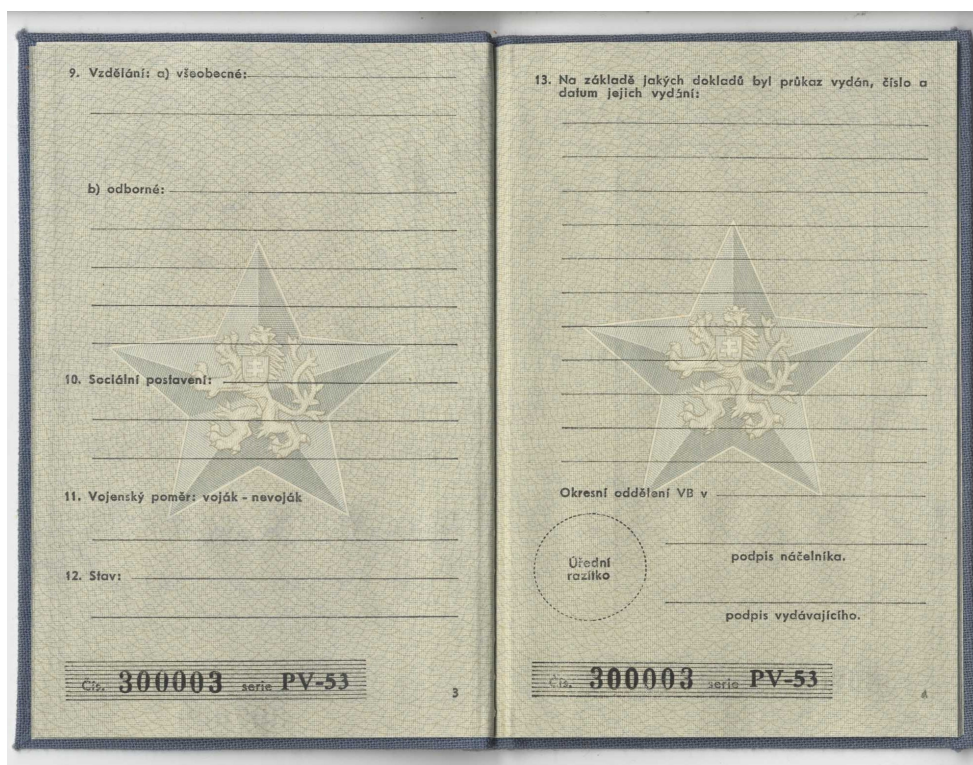 9. Vzdělání: a) všeobecné:
b) odborné:
10. Sociální postavení:
11. Vojenský poměr: voják - nevoják
12. Stav:
Čís. 300003 serie PV-53
3
13. Na základě jakých dokladů byl průkaz vydán, číslo a
datum jejich vydání:
Okresní oddělení VB v
Úřední
razítko
podpis náčelníka.
podpis vydávajícího.
Čís. 300003 serie PV-53
4